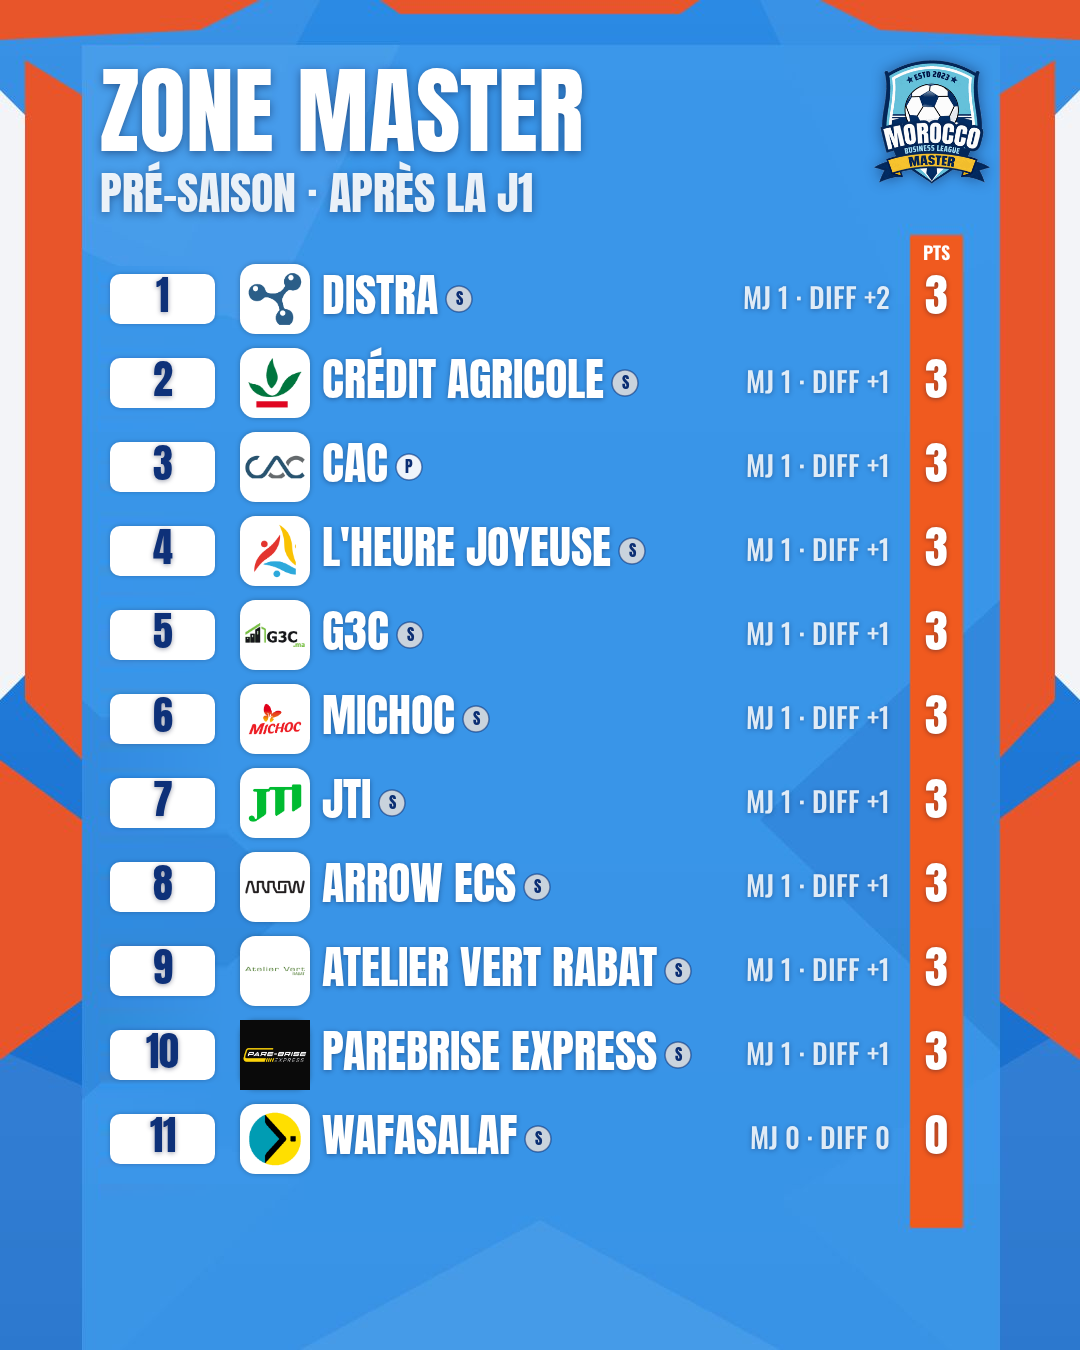 ZONE MASTER
PRÉ-SAISON · APRÈS LA J1
★ ESTD 2023 ★
MOROCCO
BUSINESS LEAGUE
MASTER
PTS
1 DISTRA S MJ 1 · DIFF +2 3
2 CRÉDIT AGRICOLE S MJ 1 · DIFF +1 3
3 CAC CAC P MJ 1 · DIFF +1 3
4 L'HEURE JOYEUSE S MJ 1 · DIFF +1 3
5 G3C .ma G3C S MJ 1 · DIFF +1 3
6 MICHOC MICHOC S MJ 1 · DIFF +1 3
7 JTI JTI S MJ 1 · DIFF +1 3
8 ARROW ARROW ECS S MJ 1 · DIFF +1 3
9 Atelier Vert RABAT ATELIER VERT RABAT S MJ 1 · DIFF +1 3
10 PARE-BRISE EXPRESS PAREBRISE EXPRESS S MJ 1 · DIFF +1 3
11 WAFASALAF S MJ 0 · DIFF 0 0